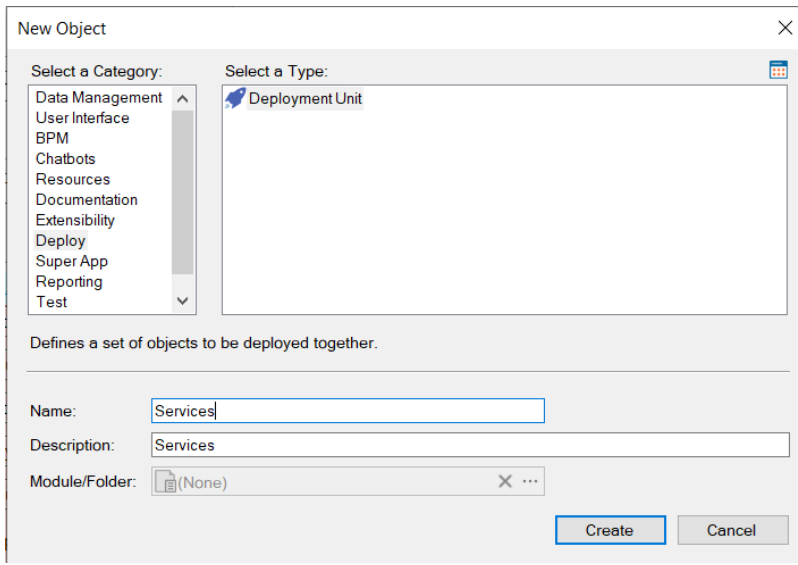 New Object
Select a Category:
Select a Type:
Data Management
User Interface
BPM
Chatbots
Resources
Documentation
Extensibility
Deploy
Super App
Reporting
Test
Deployment Unit
Defines a set of objects to be deployed together.
Name:
Services
Description:
Services
Module/Folder:
(None)
Create
Cancel